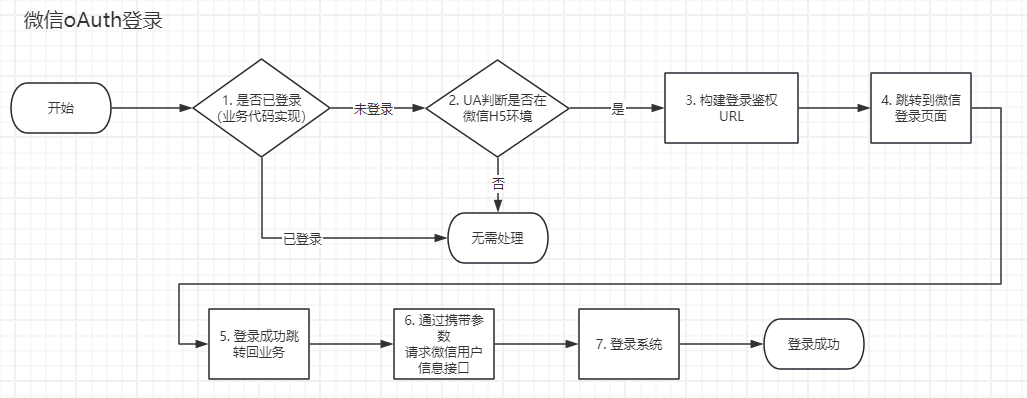 微信oAuth登录
开始
1. 是否已登录
（业务代码实现）
未登录
2. UA判断是否在
微信H5环境
是
3. 构建登录鉴权
URL
4. 跳转到微信
登录页面
否
已登录
无需处理
5. 登录成功跳
转回业务
6. 通过携带参
数
请求微信用户
信息接口
7. 登录系统
登录成功